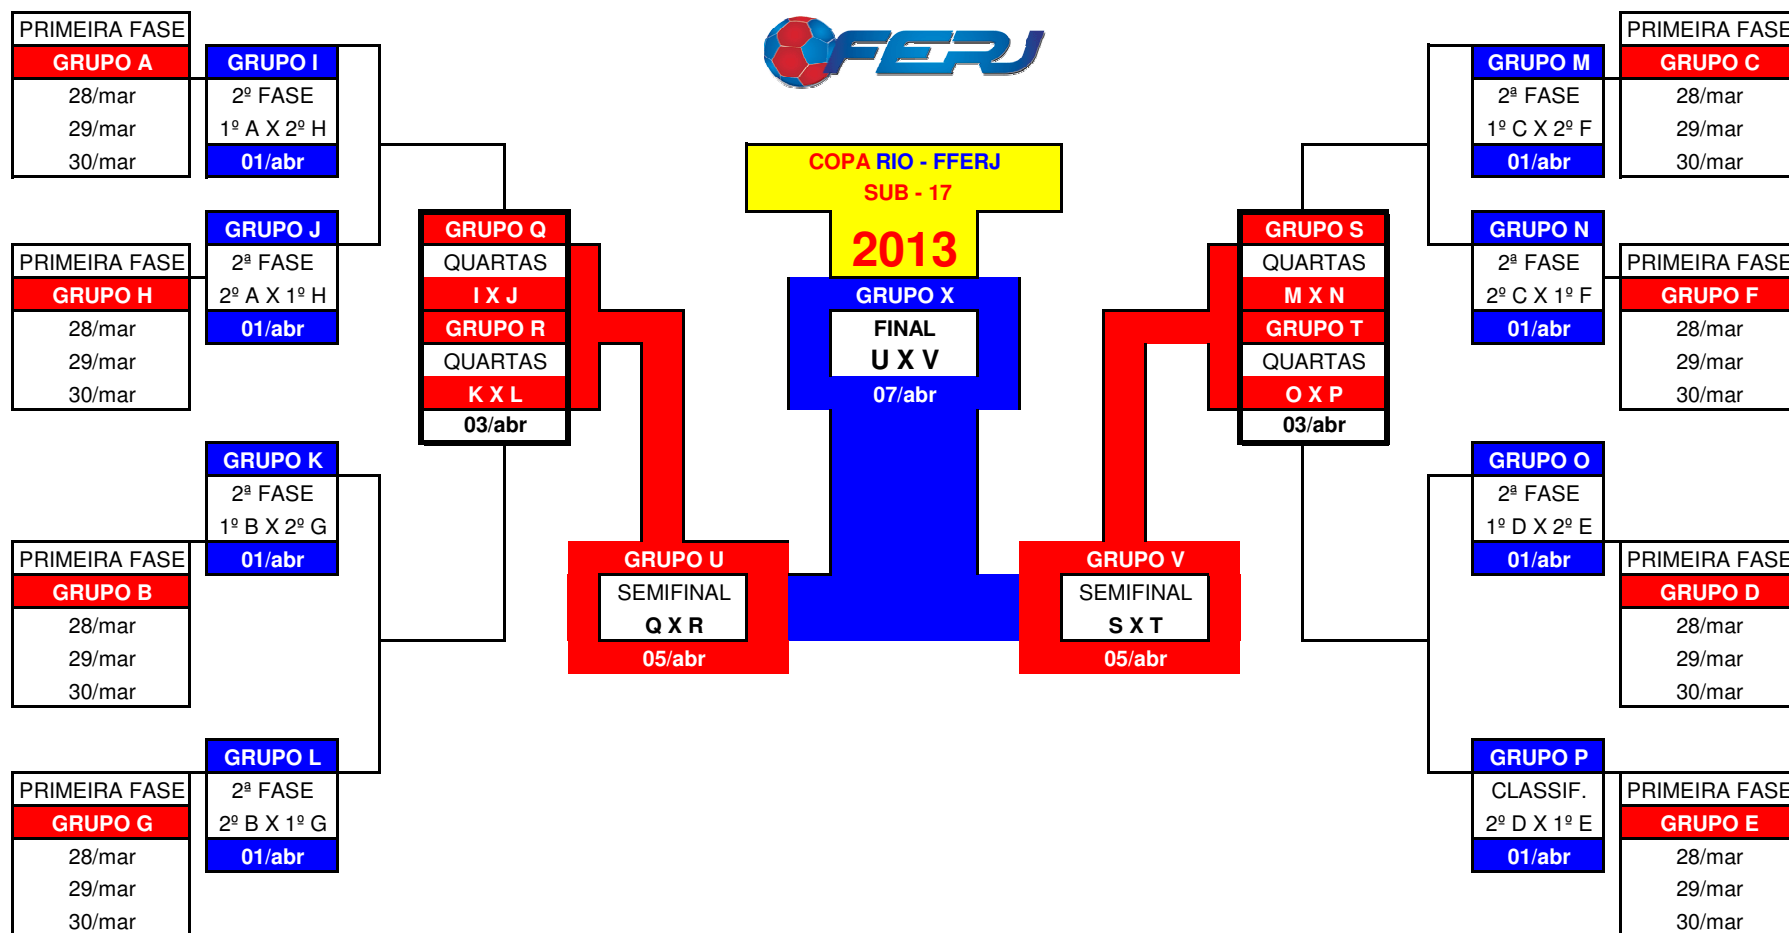 PRIMEIRA FASE
GRUPO A
28/mar
29/mar
30/mar
GRUPO I
2º FASE
1º A X 2º H
01/abr
GRUPO J
2ª FASE
2º A X 1º H
01/abr
PRIMEIRA FASE
GRUPO H
28/mar
29/mar
30/mar
GRUPO K
2ª FASE
1º B X 2º G
01/abr
PRIMEIRA FASE
GRUPO B
28/mar
29/mar
30/mar
GRUPO L
2ª FASE
2º B X 1º G
01/abr
PRIMEIRA FASE
GRUPO G
28/mar
29/mar
30/mar
GRUPO Q
QUARTAS
I X J
GRUPO R
QUARTAS
K X L
03/abr
GRUPO U
SEMIFINAL
Q X R
05/abr
FERJ
COPA RIO - FFERJ
SUB - 17
2013
GRUPO X
FINAL
U X V
07/abr
GRUPO V
SEMIFINAL
S X T
05/abr
GRUPO S
QUARTAS
M X N
GRUPO T
QUARTAS
O X P
03/abr
GRUPO M
2ª FASE
1º C X 2º F
01/abr
PRIMEIRA FASE
GRUPO C
28/mar
29/mar
30/mar
GRUPO N
2ª FASE
2º C X 1º F
01/abr
PRIMEIRA FASE
GRUPO F
28/mar
29/mar
30/mar
GRUPO O
2ª FASE
1º D X 2º E
01/abr
PRIMEIRA FASE
GRUPO D
28/mar
29/mar
30/mar
GRUPO P
CLASSIF.
2º D X 1º E
01/abr
PRIMEIRA FASE
GRUPO E
28/mar
29/mar
30/mar